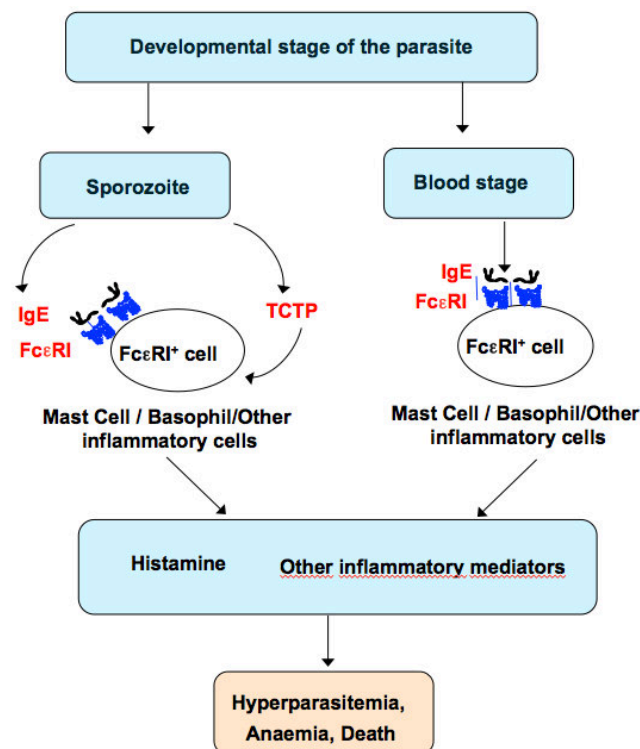 Developmental stage of the parasite
Sporozoite
Blood stage
IgE
FcεRI
TCTP
FcεRI⁺ cell
Mast Cell / Basophil/Other
inflammatory cells
IgE
FcεRI
FcεRI⁺ cell
Mast Cell / Basophil/Other
inflammatory cells
Histamine
Other inflammatory mediators
Hyperparasitemia,
Anaemia, Death